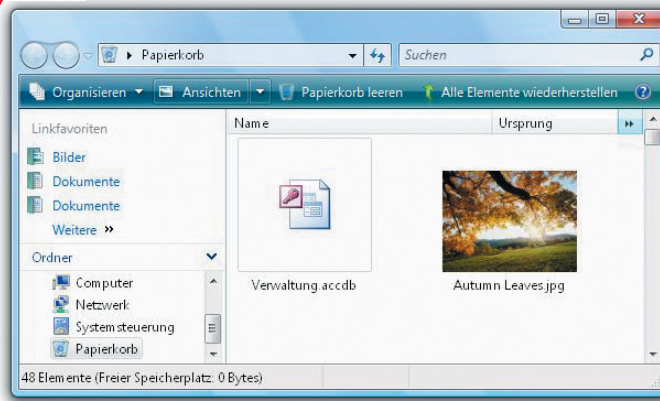 Papierkorb
Suchen
Organisieren
Ansichten
Papierkorb leeren
Alle Elemente wiederherstellen
Linkfavoriten
Bilder
Dokumente
Dokumente
Weitere »
Ordner
Computer
Netzwerk
Systemsteuerung
Papierkorb
Name
Ursprung
Verwaltung.accdb
Autumn Leaves.jpg
48 Elemente (Freier Speicherplatz: 0 Bytes)